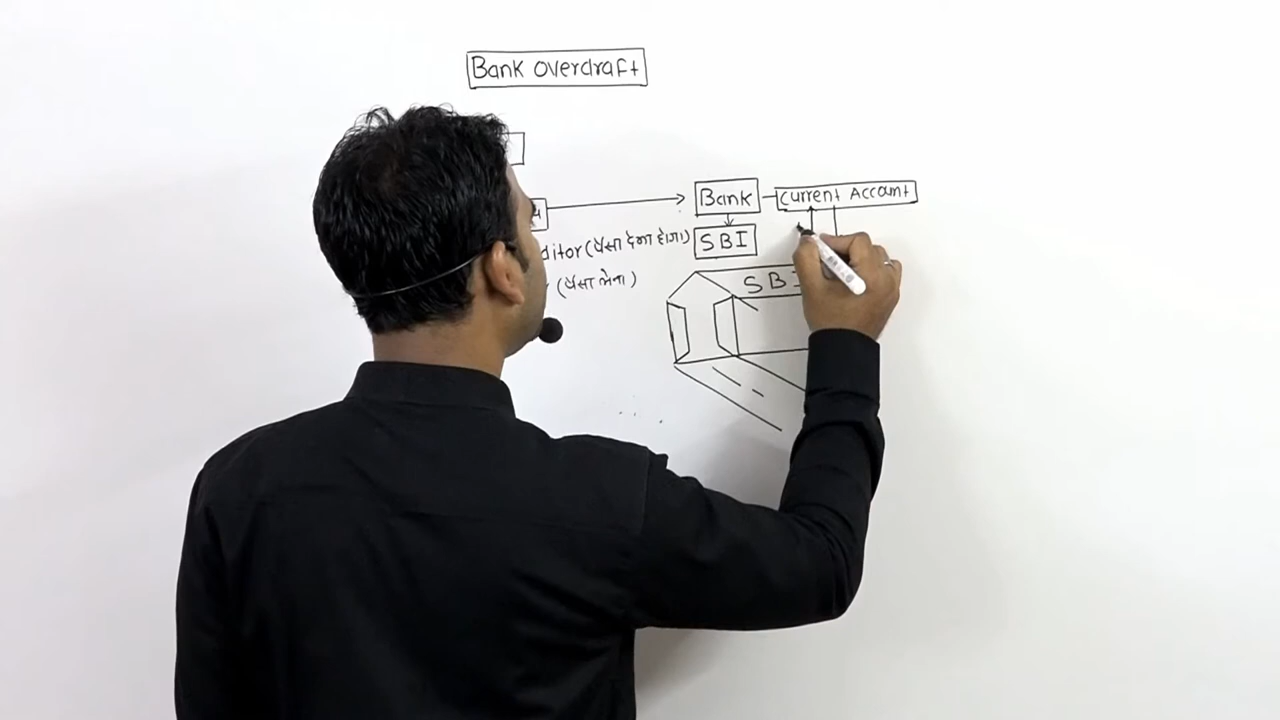 Bank overdraft
Bank
Current Account
ditor (पैसा देना होगा)
SBI
(पैसा लेना)
SBI